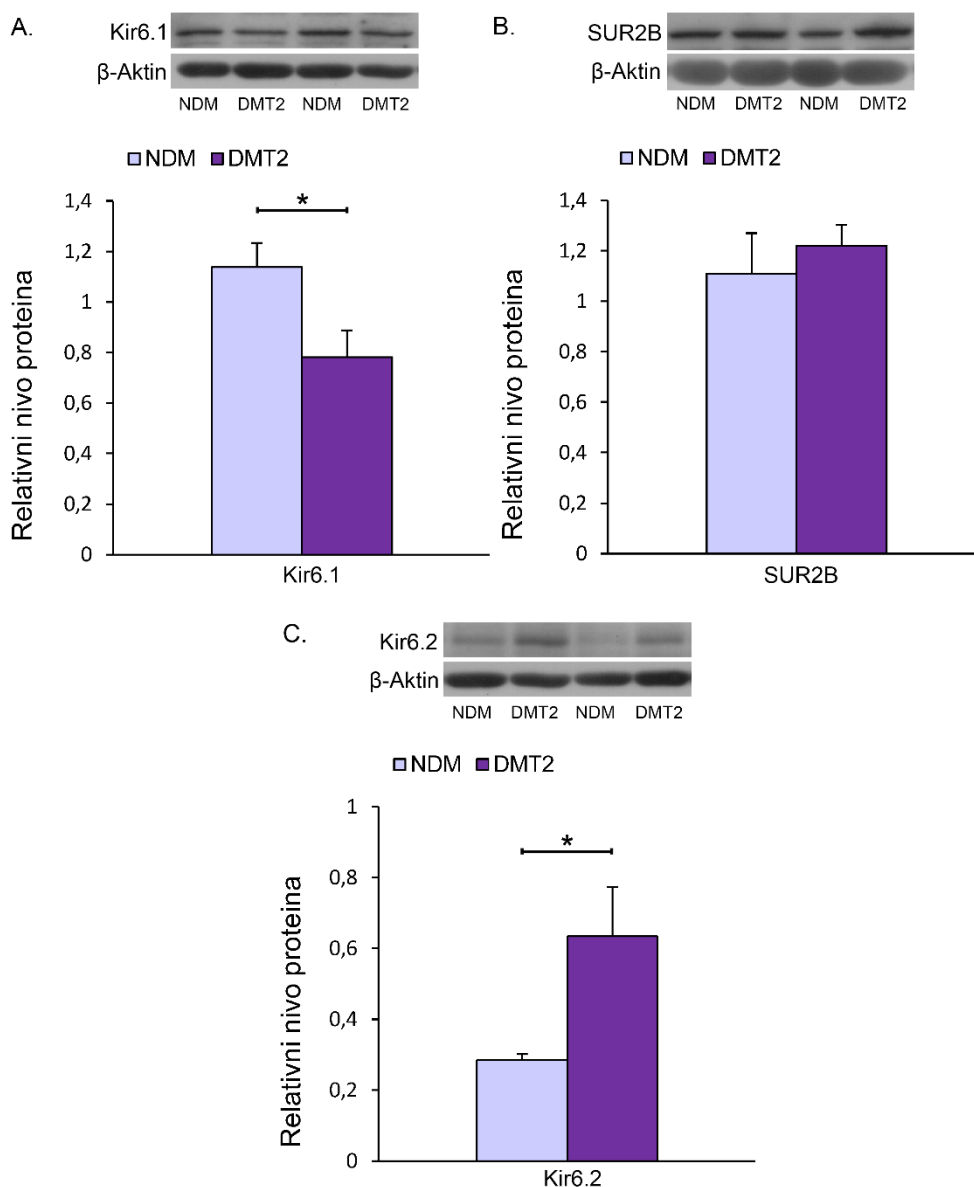 A.
Kir6.1
β-Aktin
NDM DMT2 NDM DMT2
NDM DMT2
Relativni nivo proteina
1,4
1,2
1
0,8
0,6
0,4
0,2
0
*
Kir6.1
B.
SUR2B
β-Aktin
NDM DMT2 NDM DMT2
NDM DMT2
Relativni nivo proteina
1,4
1,2
1
0,8
0,6
0,4
0,2
0
SUR2B
C.
Kir6.2
β-Aktin
NDM DMT2 NDM DMT2
NDM DMT2
Relativni nivo proteina
1
0,8
0,6
0,4
0,2
0
*
Kir6.2